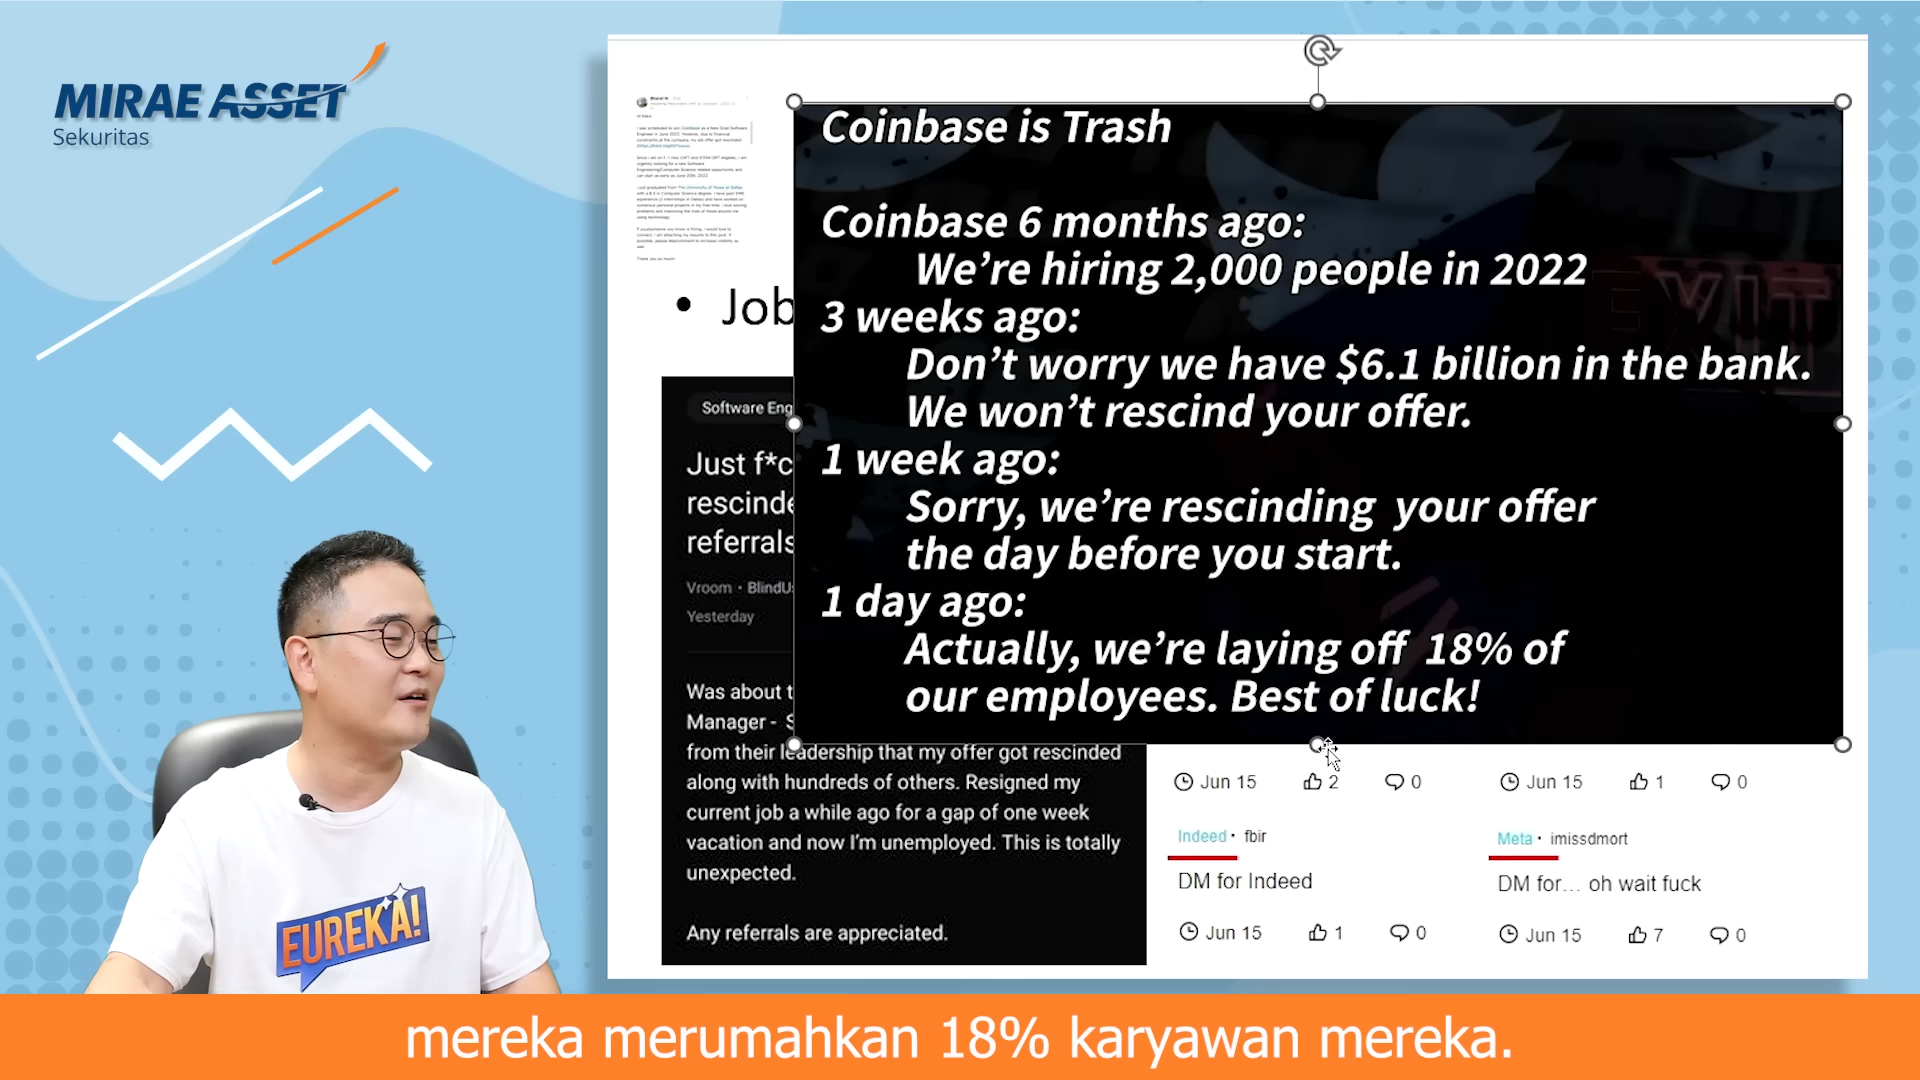 MIRAE ASSET
Sekuritas
Coinbase is Trash
Coinbase 6 months ago:
We're hiring 2,000 people in 2022
3 weeks ago:
Don't worry we have $6.1 billion in the bank.
We won't rescind your offer.
1 week ago:
Sorry, we're rescinding your offer
the day before you start.
1 day ago:
Actually, we're laying off 18% of
our employees. Best of luck!
EXIT
• Job
Software Eng
Just f*c
rescinde
referrals
Vroom • BlindU
Yesterday
Was about t
Manager - S
from their leadership that my offer got rescinded
along with hundreds of others. Resigned my
current job a while ago for a gap of one week
vacation and now I'm unemployed. This is totally
unexpected.
Any referrals are appreciated.
Jun 15 2 0
Indeed • fbir
DM for Indeed
Jun 15 1 0
Jun 15 1 0
Meta • imissdmort
DM for... oh wait fuck
Jun 15 7 0
EUREKA!
mereka merumahkan 18% karyawan mereka.